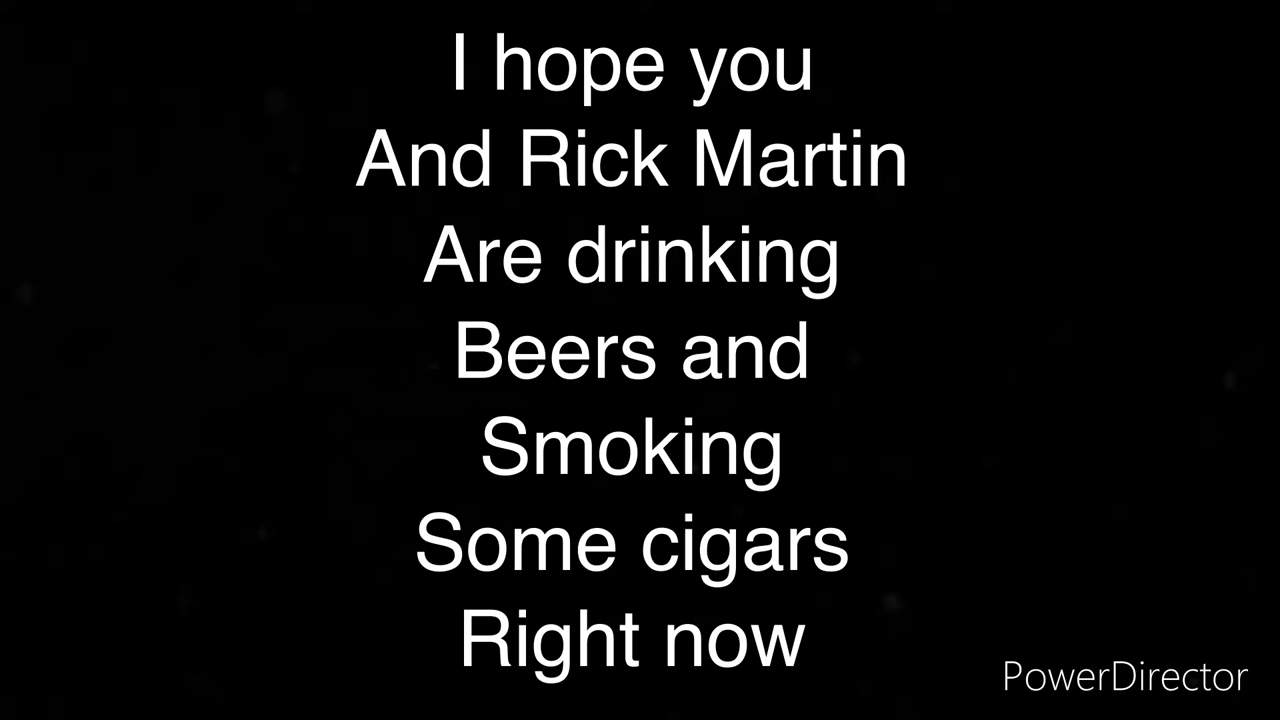 I hope you
And Rick Martin
Are drinking
Beers and
Smoking
Some cigars
Right now
PowerDirector